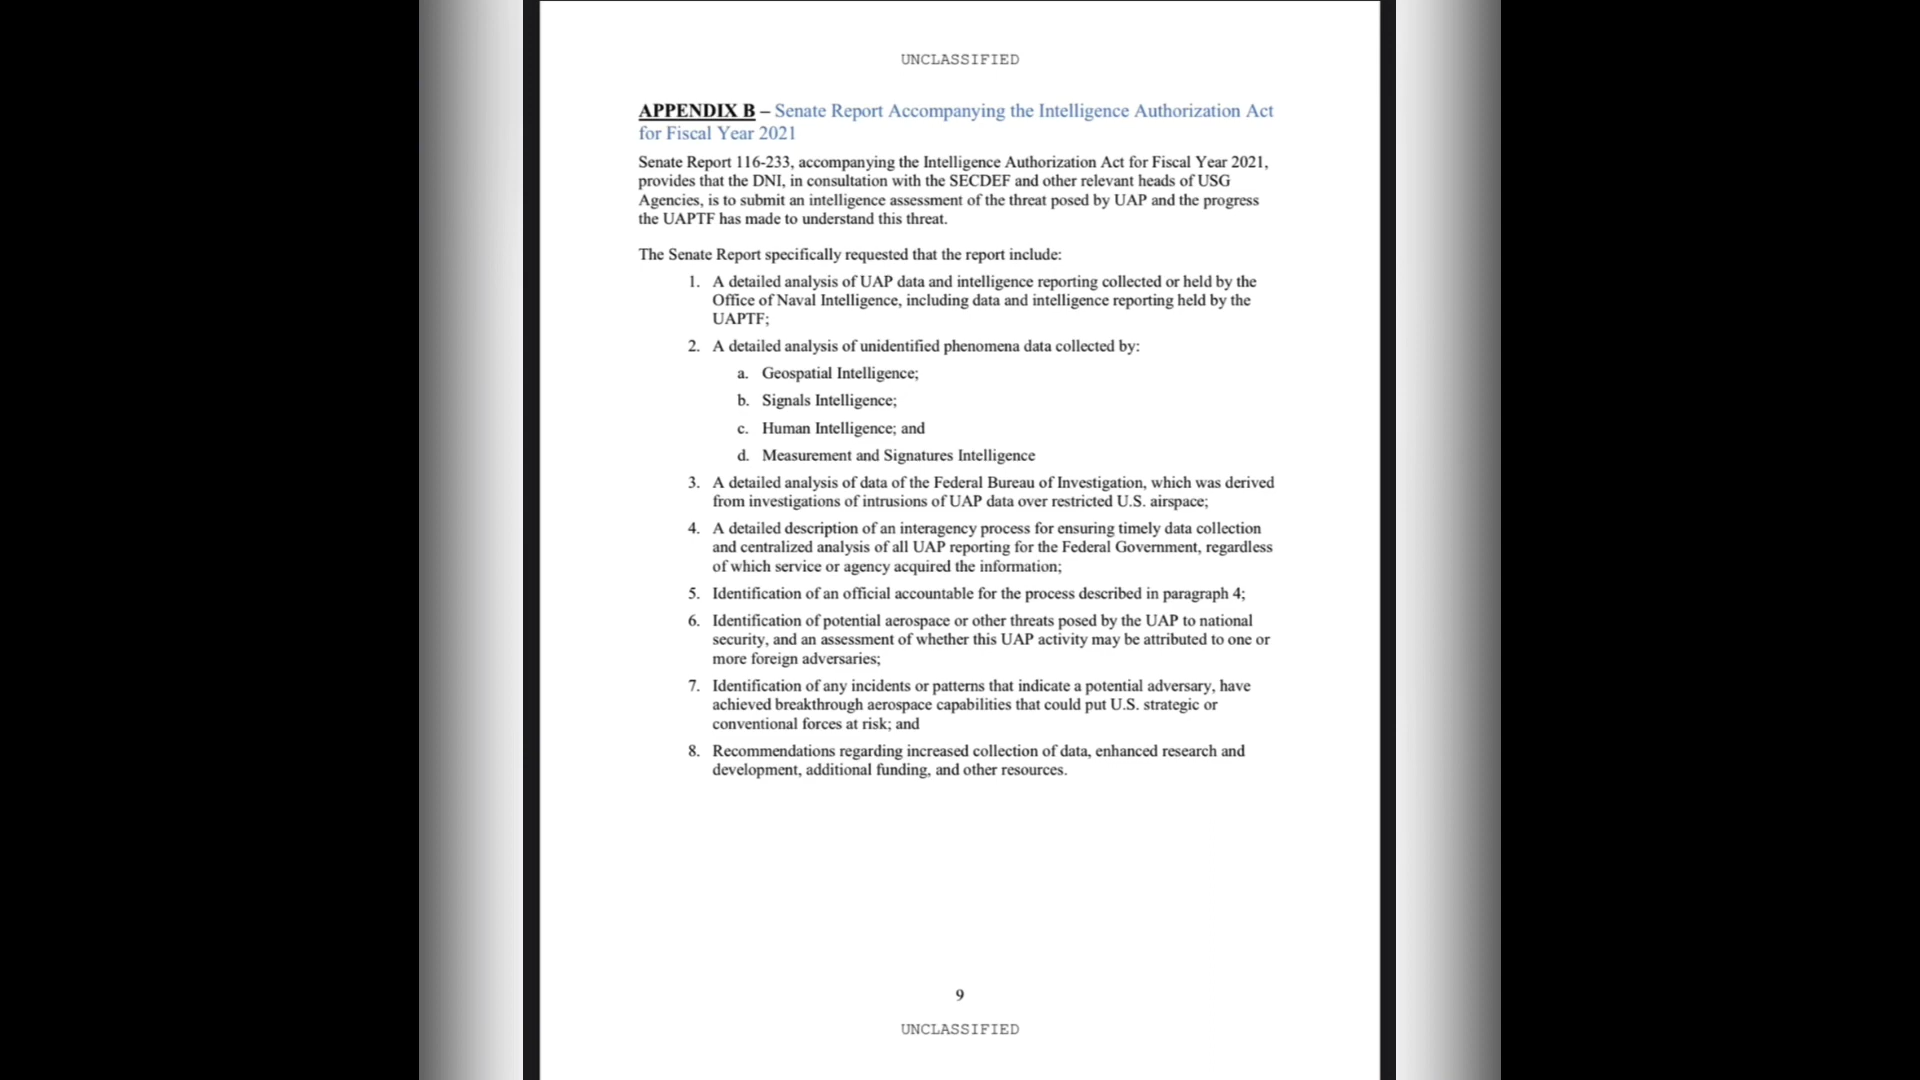 UNCLASSIFIED
APPENDIX B – Senate Report Accompanying the Intelligence Authorization Act
for Fiscal Year 2021
Senate Report 116-233, accompanying the Intelligence Authorization Act for Fiscal Year 2021,
provides that the DNI, in consultation with the SECDEF and other relevant heads of USG
Agencies, is to submit an intelligence assessment of the threat posed by UAP and the progress
the UAPTF has made to understand this threat.
The Senate Report specifically requested that the report include:
1. A detailed analysis of UAP data and intelligence reporting collected or held by the
Office of Naval Intelligence, including data and intelligence reporting held by the
UAPTF;
2. A detailed analysis of unidentified phenomena data collected by:
a. Geospatial Intelligence;
b. Signals Intelligence;
c. Human Intelligence; and
d. Measurement and Signatures Intelligence
3. A detailed analysis of data of the Federal Bureau of Investigation, which was derived
from investigations of intrusions of UAP data over restricted U.S. airspace;
4. A detailed description of an interagency process for ensuring timely data collection
and centralized analysis of all UAP reporting for the Federal Government, regardless
of which service or agency acquired the information;
5. Identification of an official accountable for the process described in paragraph 4;
6. Identification of potential aerospace or other threats posed by the UAP to national
security, and an assessment of whether this UAP activity may be attributed to one or
more foreign adversaries;
7. Identification of any incidents or patterns that indicate a potential adversary, have
achieved breakthrough aerospace capabilities that could put U.S. strategic or
conventional forces at risk; and
8. Recommendations regarding increased collection of data, enhanced research and
development, additional funding, and other resources.
9
UNCLASSIFIED